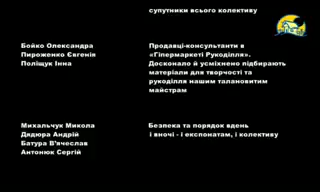 супутники всього колективу
Бойко Олександра
Пироженко Євгенія
Поліщук Інна
Продавці-консультанти в
«Гіпермаркеті Рукоділля».
Досконало й усміхнено підбирають
матеріали для творчості та
рукоділля нашим талановитим
майстрам
Михальчук Микола
Дядюра Андрій
Батура В'ячеслав
Антонюк Сергій
Безпека та порядок вдень
і вночі - і експонатам, і колективу